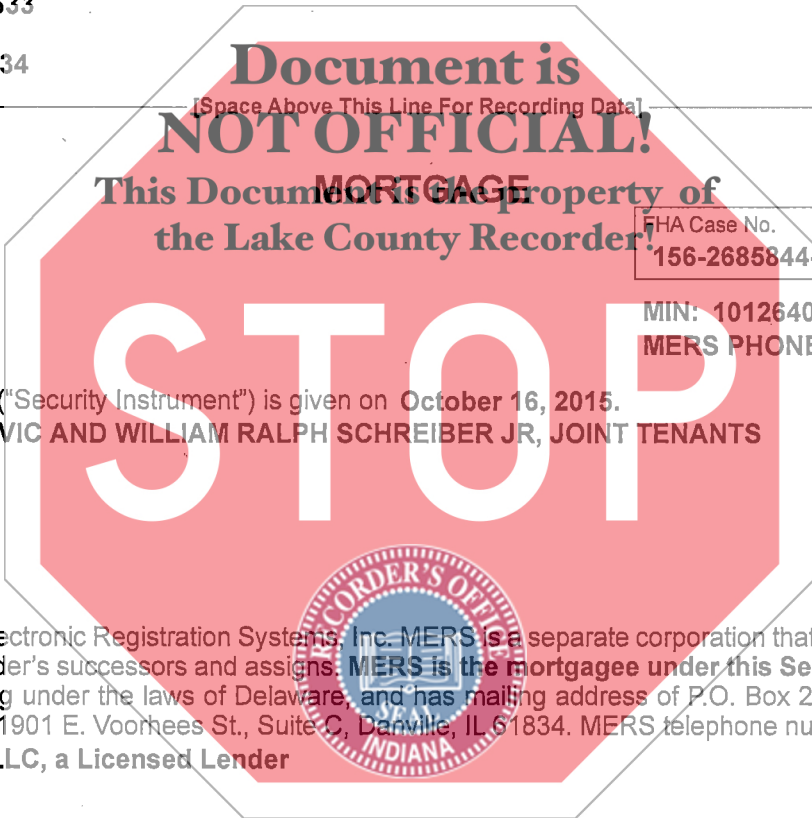 533
34
Document is
[Space Above This Line For Recording Data]
NOT OFFICIAL!
MORTGAGE
This Document is the property of
the Lake County Recorder!
FHA Case No.
156-2685844
MIN: 1012640
MERS PHONE
STOP
("Security Instrument") is given on October 16, 2015.
VIC AND WILLIAM RALPH SCHREIBER JR, JOINT TENANTS
RECORDER'S OFFICE
SEAL
INDIANA
ectronic Registration Systems, Inc. MERS is a separate corporation that
der's successors and assigns. MERS is the mortgagee under this Se
g under the laws of Delaware, and has mailing address of P.O. Box 2
1901 E. Voorhees St., Suite C, Danville, IL 61834. MERS telephone nu
LLC, a Licensed Lender